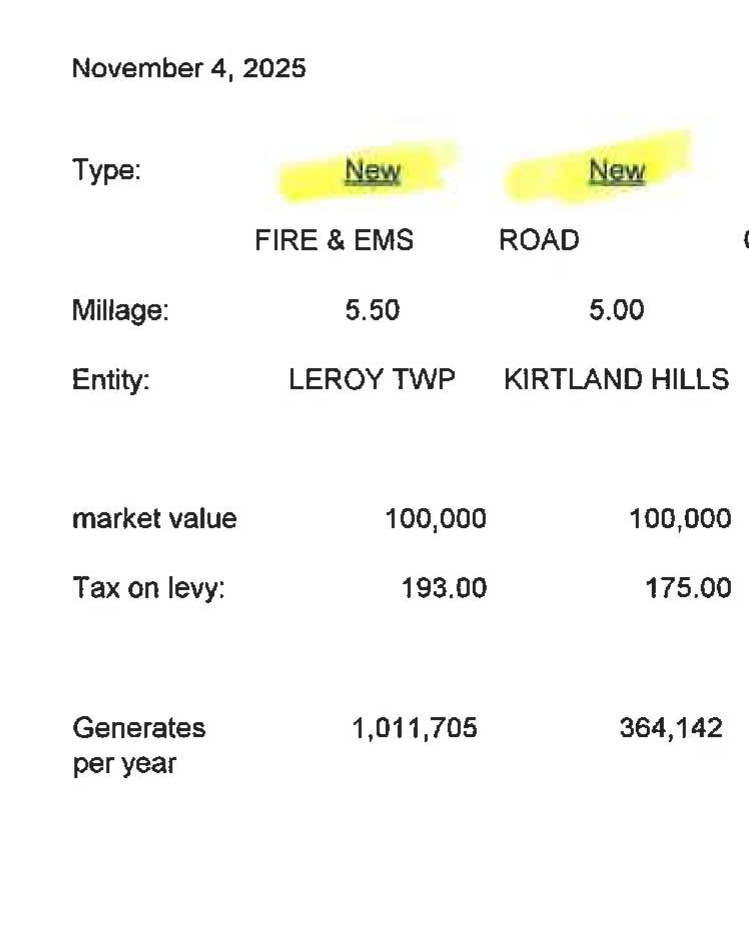 November 4, 2025
Type: New New
FIRE & EMS ROAD
Millage: 5.50 5.00
Entity: LEROY TWP KIRTLAND HILLS
market value 100,000 100,000
Tax on levy: 193.00 175.00
Generates 1,011,705 364,142
per year